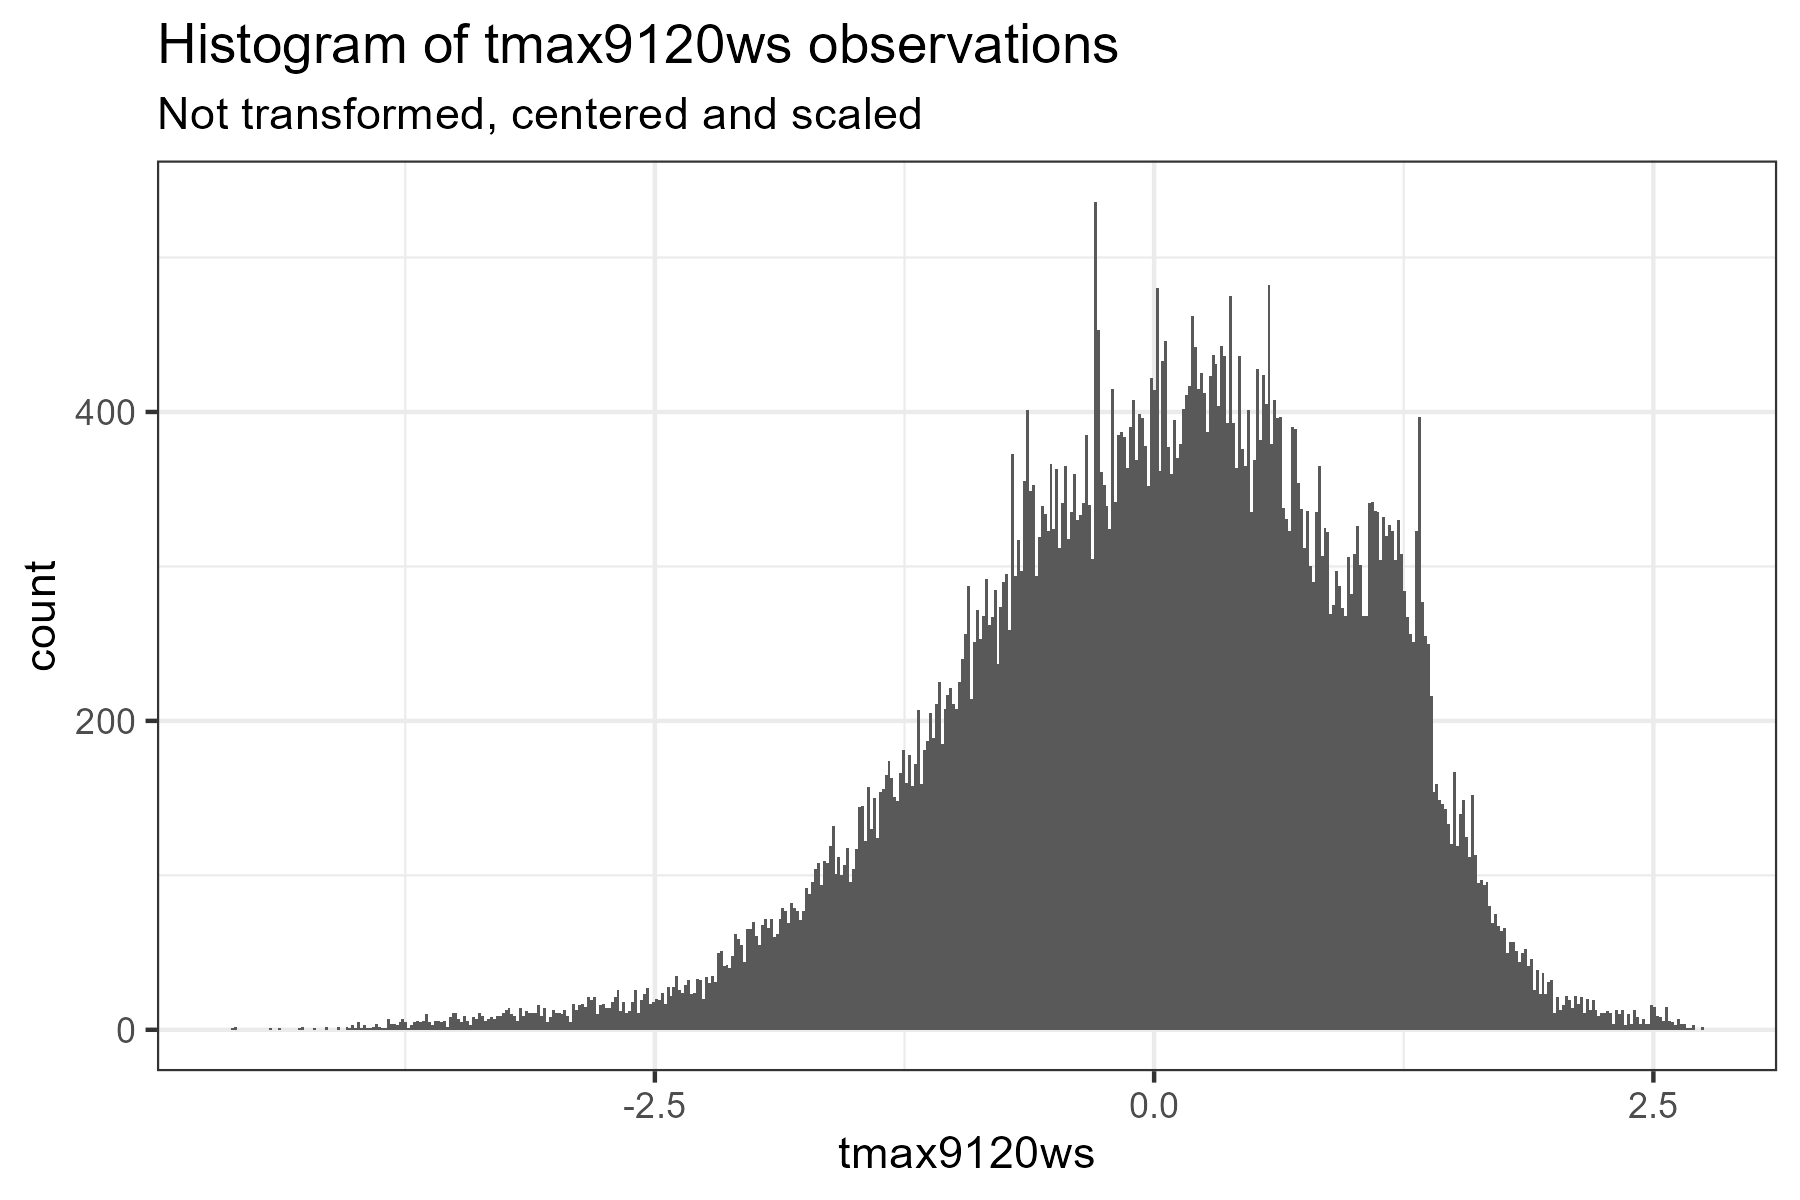 Histogram of tmax9120ws observations
Not transformed, centered and scaled
count
400
200
0
-2.5 0.0 2.5
tmax9120ws